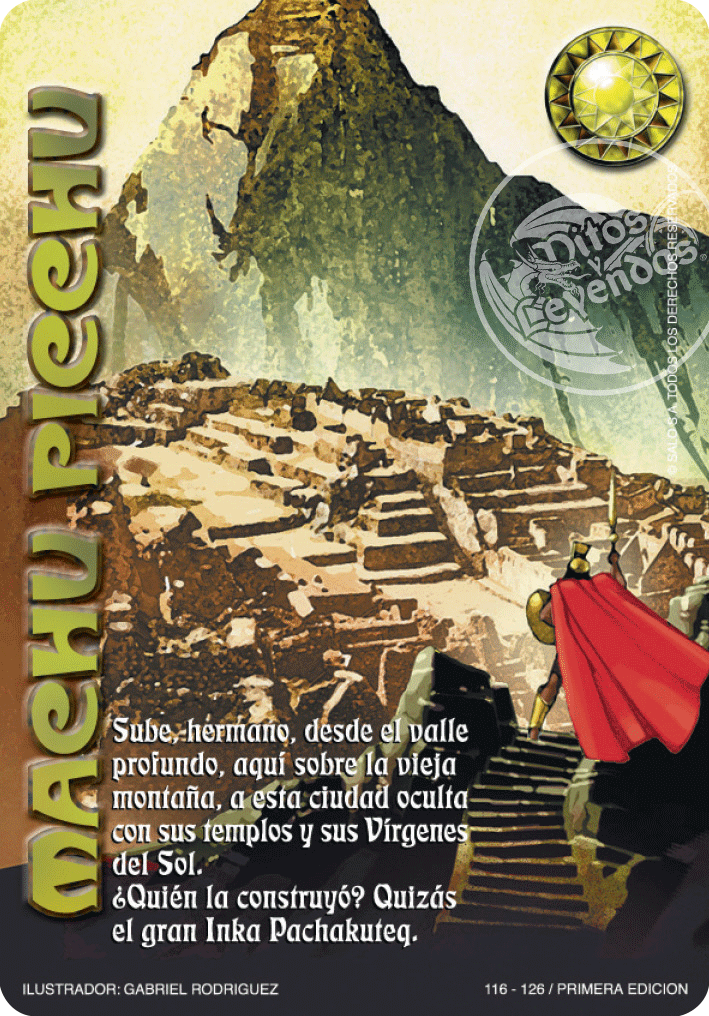 MACHU PICCHU
Mitos
y
Leyendas
®
© SALO S.A TODOS LOS DERECHOS RESERVADOS
Sube, hermano, desde el valle
profundo, aquí sobre la vieja
montaña, a esta ciudad oculta
con sus templos y sus Vírgenes
del Sol.
¿Quién la construyó? Quizás
el gran Inka Pachakuteq.
ILUSTRADOR: GABRIEL RODRIGUEZ
116 - 126 / PRIMERA EDICION